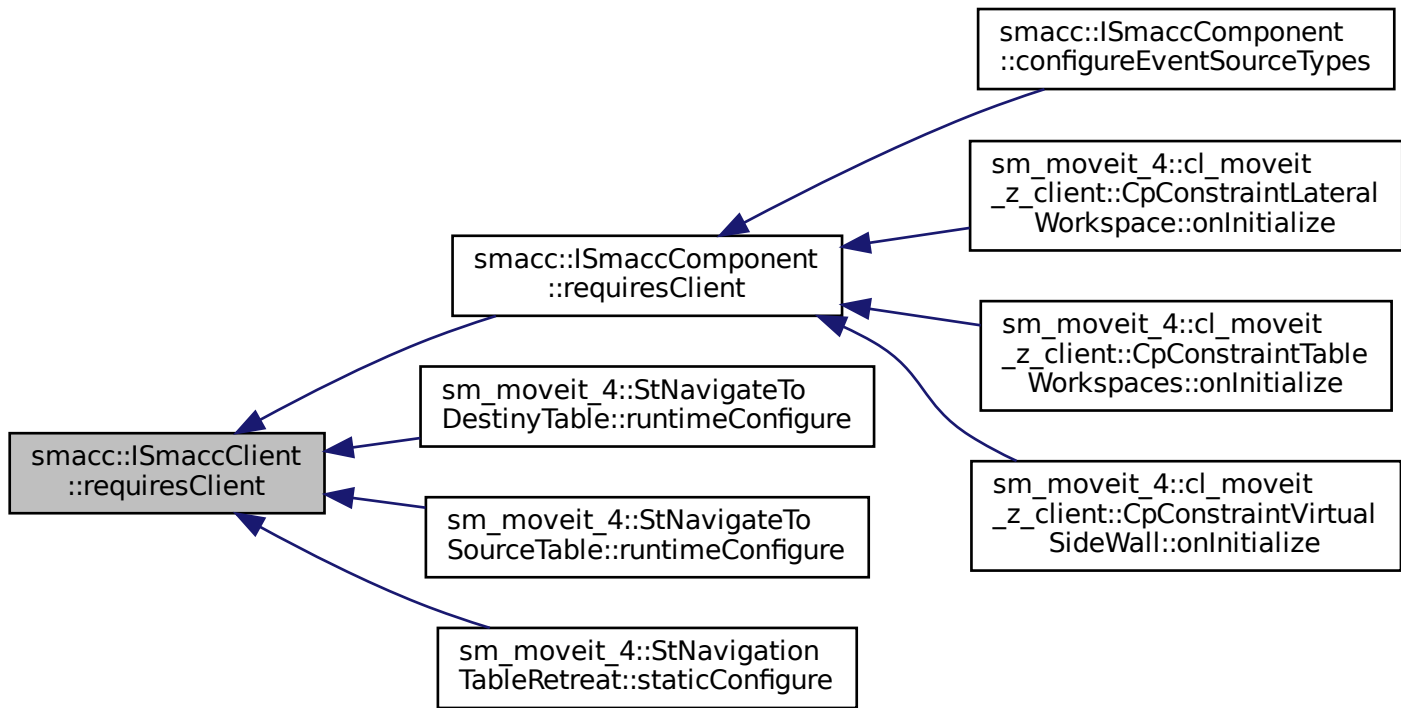 smacc::ISmaccComponent
::configureEventSourceTypes
sm_moveit_4::cl_moveit
_z_client::CpConstraintLateral
Workspace::onInitialize
smacc::ISmaccComponent
::requiresClient
sm_moveit_4::cl_moveit
_z_client::CpConstraintTable
Workspaces::onInitialize
sm_moveit_4::StNavigateTo
DestinyTable::runtimeConfigure
smacc::ISmaccClient
::requiresClient
sm_moveit_4::cl_moveit
_z_client::CpConstraintVirtual
SideWall::onInitialize
sm_moveit_4::StNavigateTo
SourceTable::runtimeConfigure
sm_moveit_4::StNavigation
TableRetreat::staticConfigure